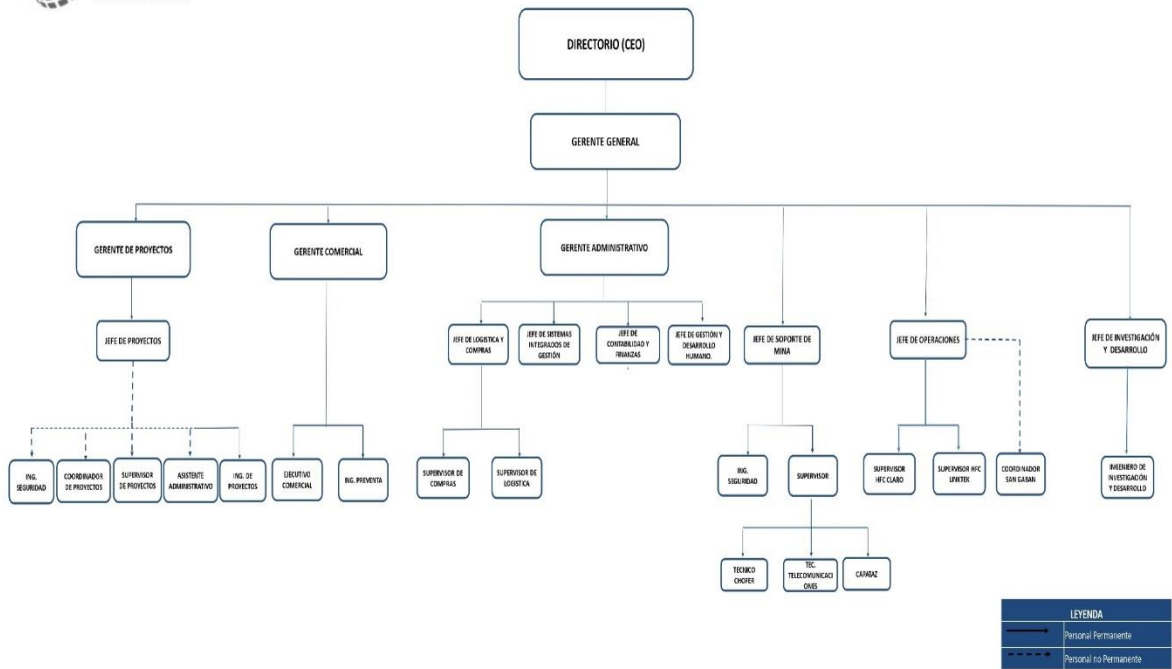 DIRECTORIO (CEO)
GERENTE GENERAL
GERENTE DE PROYECTOS
GERENTE COMERCIAL
GERENTE ADMINISTRATIVO
JEFE DE PROYECTOS
JEFE DE LOGISTICA Y
COMPRAS
JEFE DE SISTEMAS
INTEGRADOS DE
GESTIÓN
JEFE DE
CONTABILIDAD Y
FINANZAS
JEFE DE GESTIÓN Y
DESARROLLO
HUMANO.
JEFE DE SOPORTE DE
MINA
JEFE DE OPERACIONES
JEFE DE INVESTIGACIÓN
Y DESARROLLO
ING.
SEGURIDAD
COORDINADOR
DE PROYECTOS
SUPERVISOR
DE PROYECTOS
ASISTENTE
ADMINISTRATIVO
ING. DE
PROYECTOS
EJECUTIVO
COMERCIAL
ING. PREVENTA
SUPERVISOR DE
COMPRAS
SUPERVISOR DE
LOGISTICA
ING.
SEGURIDAD
SUPERVISOR
SUPERVISOR
HFC CLARO
SUPERVISOR HFC
LINKTEK
COORDINADOR
SAN GABAN
INGENIERO DE
INVESTIGACIÓN
Y DESARROLLO
TECNICO
CHOFER
TEC.
TELECOMUNICACI
ONES
CAPATAZ
LEYENDA
Personal Permanente
Personal no Permanente